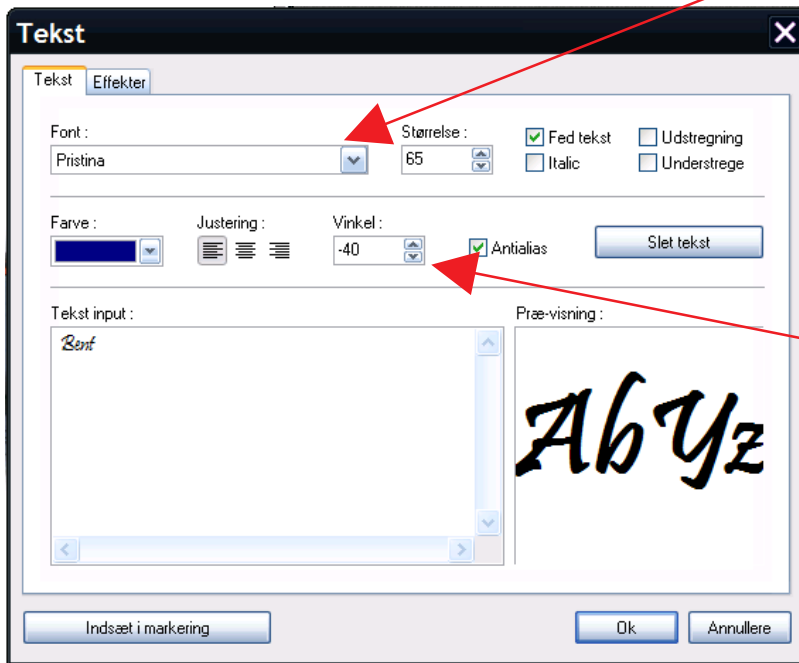 Tekst
Tekst Effekter
Font : Størrelse :
Pristina 65 Fed tekst Udstregning
Italic Understrege
Farve : Justering : Vinkel :
-40 Antialias Slet tekst
Tekst input : Præ-visning :
Bent
AbYz
Indsæt i markering Ok Annullere